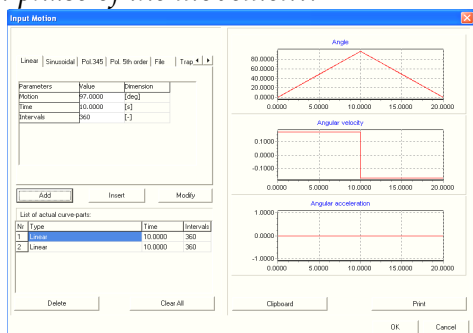 phases of the movement.
Input Motion
Linear Sinusoidal Pol.345 Pol. 5th order File Trap.
Parameters Value Dimension
Motion 97.0000 [deg]
Time 10.0000 [s]
Intervals 360 [-]
Add Insert Modify
List of actual curve-parts:
Nr Type Time Intervals
1 Linear 10.0000 360
2 Linear 10.0000 360
Delete Clear All
Angle
80.0000
60.0000
40.0000
20.0000
0.0000
0.0000 5.0000 10.0000 15.0000 20.0000
Angular velocity
0.1000
0.0000
-0.1000
0.0000 5.0000 10.0000 15.0000 20.0000
Angular acceleration
1.0000
0.0000
-1.0000
0.0000 5.0000 10.0000 15.0000 20.0000
Clipboard Print
OK Cancel